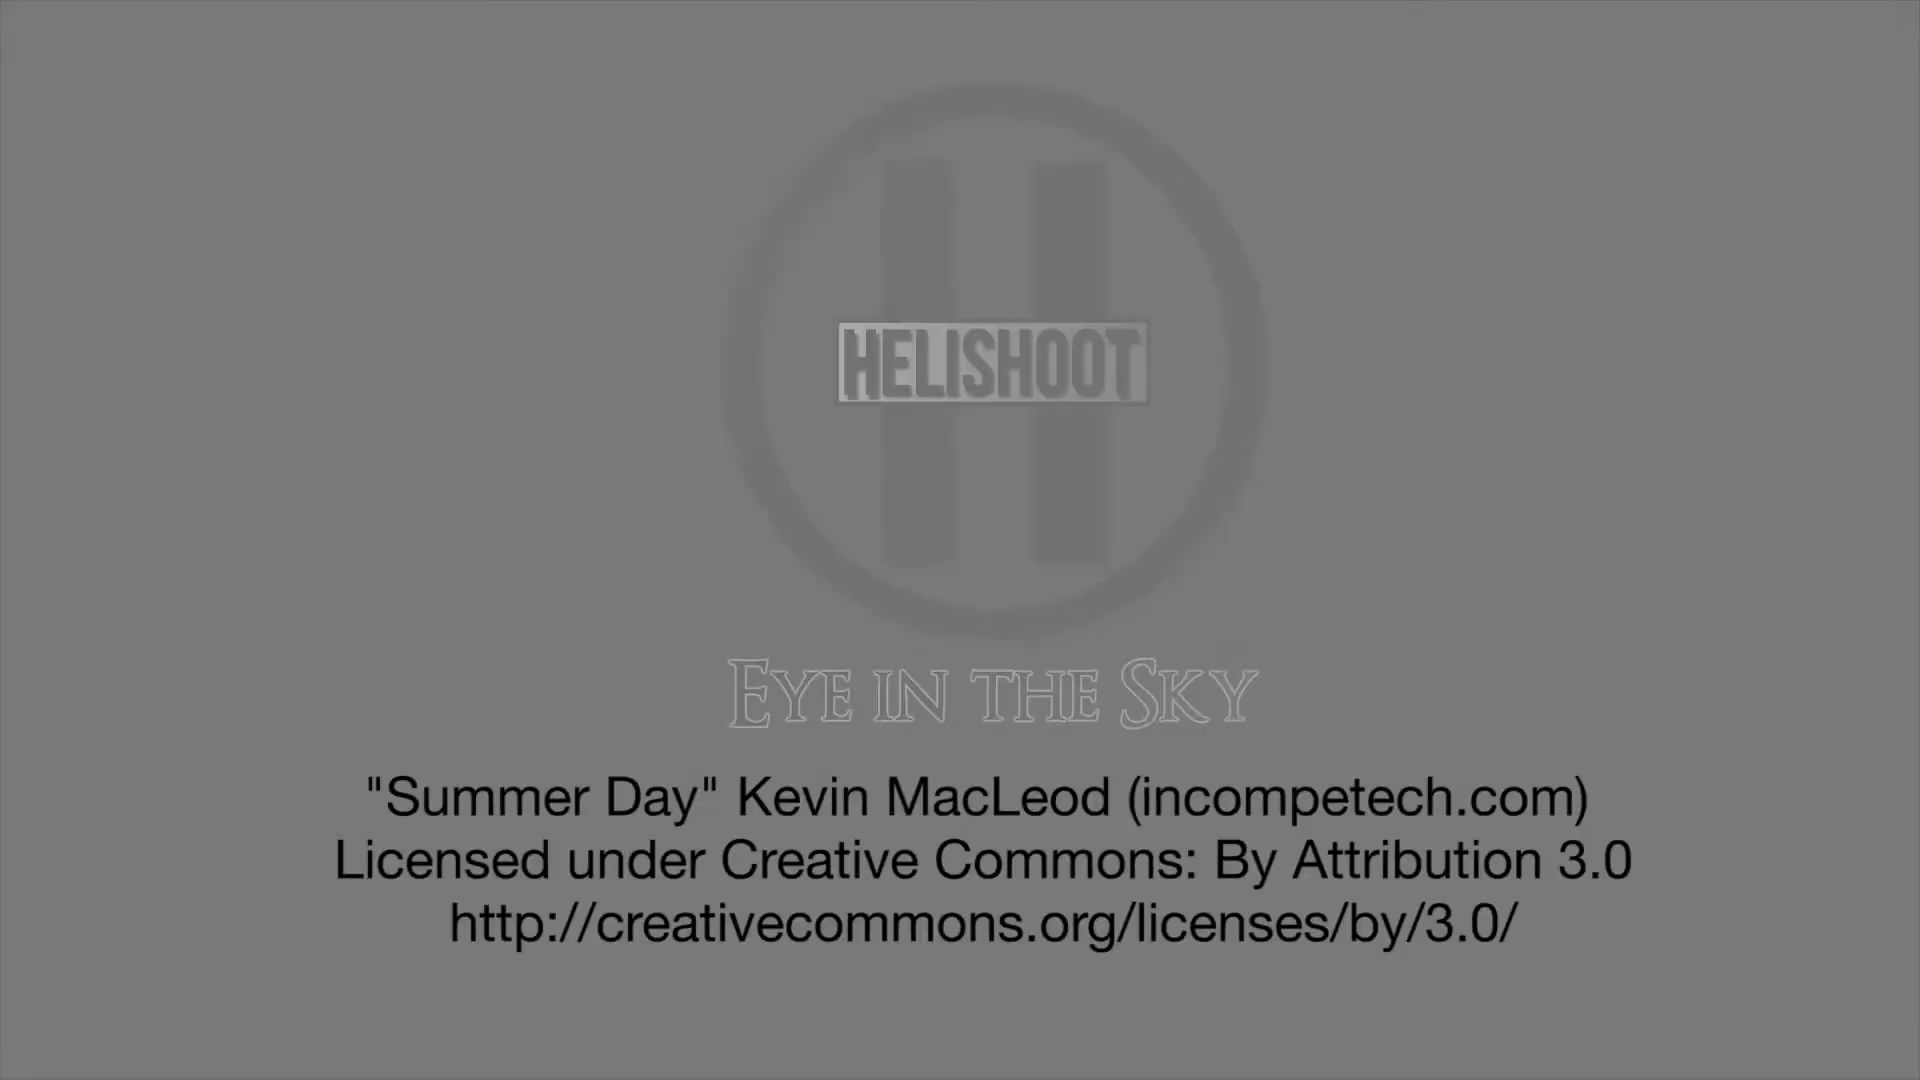 HELISHOOT
EYE IN THE SKY
"Summer Day" Kevin MacLeod (incompetech.com)
Licensed under Creative Commons: By Attribution 3.0
http://creativecommons.org/licenses/by/3.0/